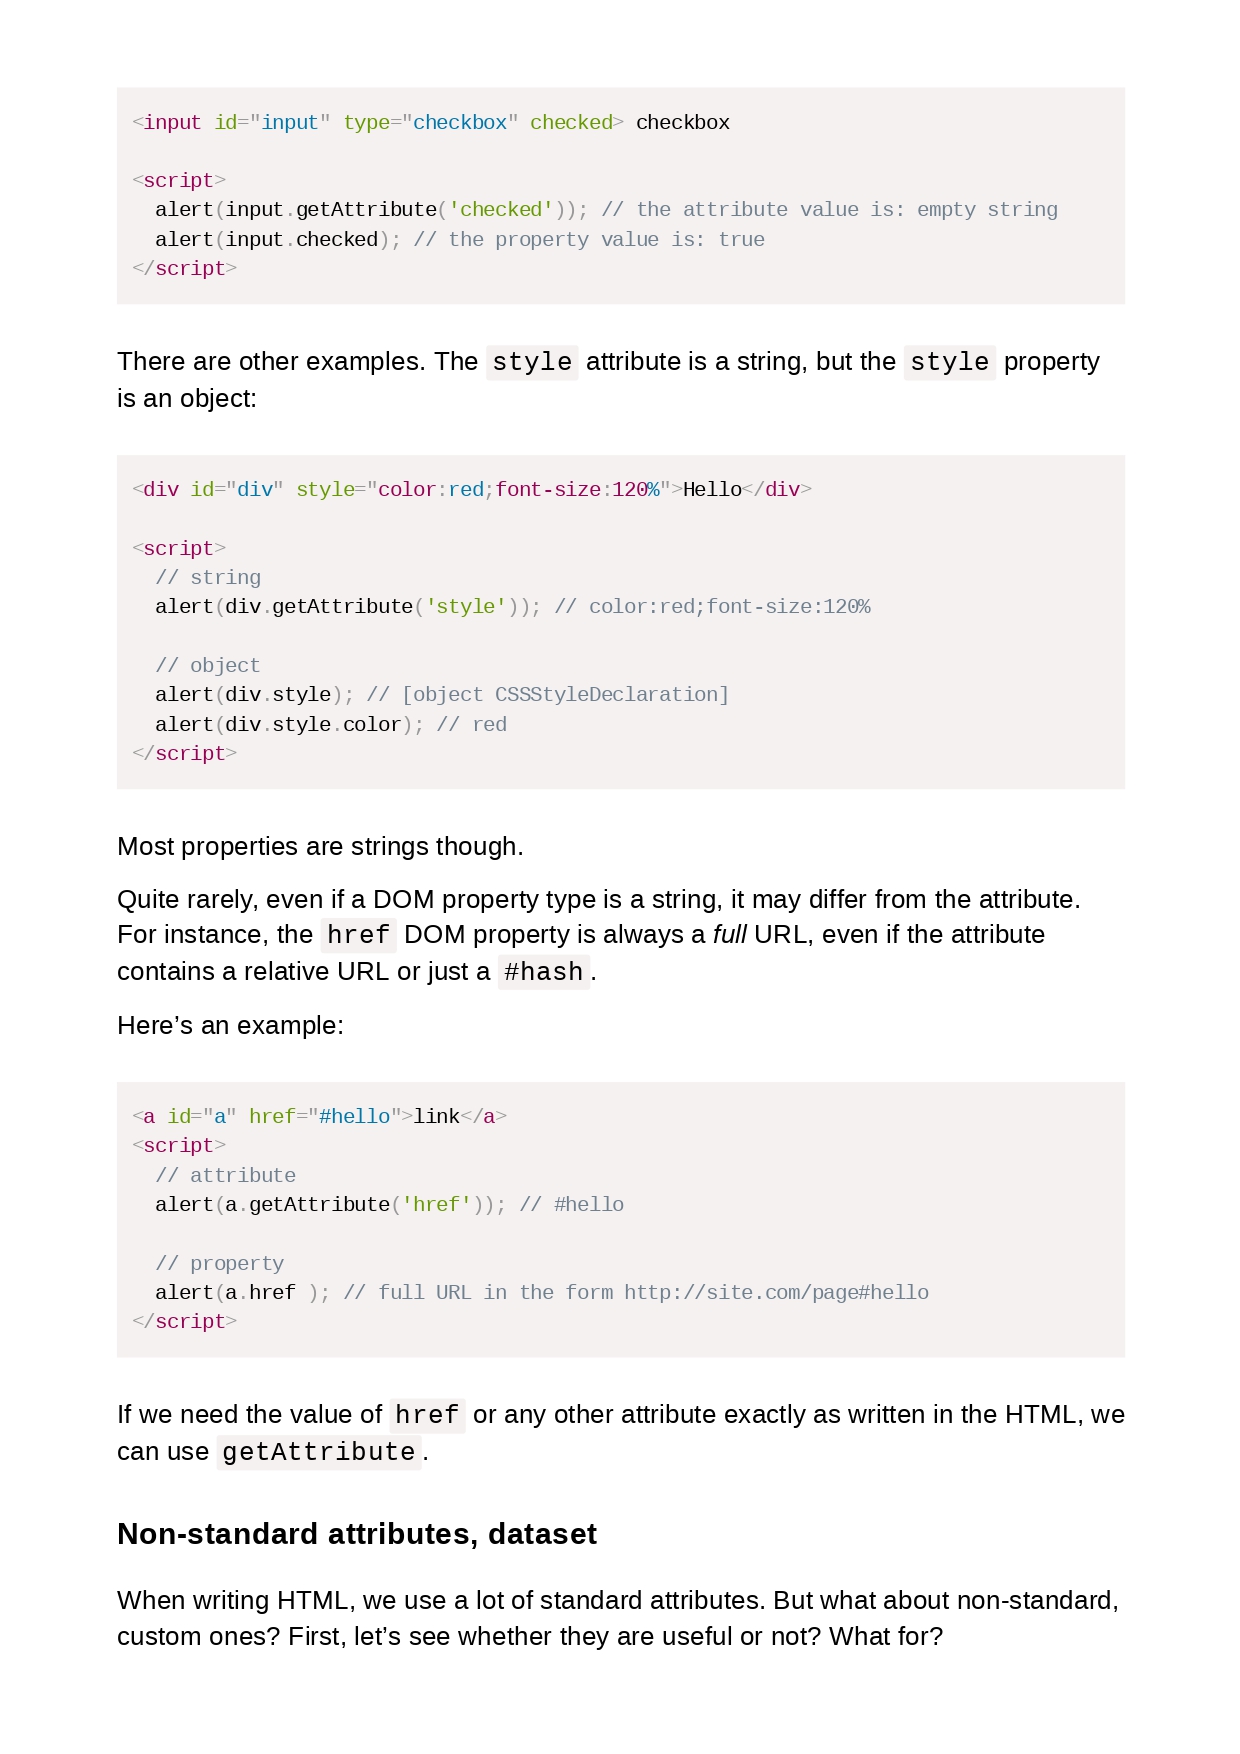 <input id="input" type="checkbox" checked> checkbox
<script>
  alert(input.getAttribute('checked')); // the attribute value is: empty string
  alert(input.checked); // the property value is: true
</script>
There are other examples. The style attribute is a string, but the style property
is an object:
<div id="div" style="color:red;font-size:120%">Hello</div>
<script>
  // string
  alert(div.getAttribute('style')); // color:red;font-size:120%
  // object
  alert(div.style); // [object CSSStyleDeclaration]
  alert(div.style.color); // red
</script>
Most properties are strings though.
Quite rarely, even if a DOM property type is a string, it may differ from the attribute.
For instance, the href DOM property is always a full URL, even if the attribute
contains a relative URL or just a #hash.
Here’s an example:
<a id="a" href="#hello">link</a>
<script>
  // attribute
  alert(a.getAttribute('href')); // #hello
  // property
  alert(a.href ); // full URL in the form http://site.com/page#hello
</script>
If we need the value of href or any other attribute exactly as written in the HTML, we
can use getAttribute.
Non-standard attributes, dataset
When writing HTML, we use a lot of standard attributes. But what about non-standard,
custom ones? First, let’s see whether they are useful or not? What for?